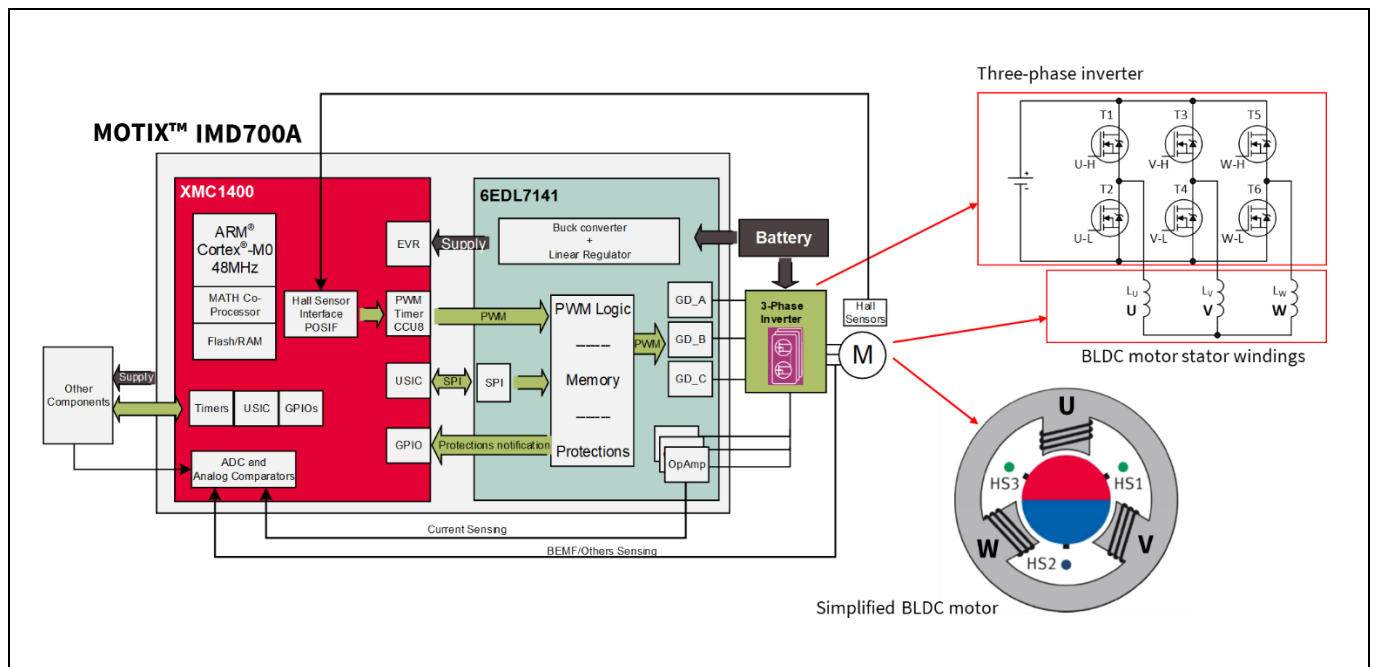 Three-phase inverter
MOTIX™ IMD700A
T1
T3
T5
U-H
V-H
W-H
T2
T4
T6
U-L
V-L
W-L
+
-
XMC1400
6EDL7141
ARM®
Cortex®-M0
48MHz
MATH Co-
Processor
Flash/RAM
Hall Sensor
Interface
POSIF
EVR
Supply
Buck converter
+
Linear Regulator
Battery
PWM
Timer
CCU8
PWM
PWM Logic
-------
Memory
-------
Protections
PWM
GD_A
GD_B
GD_C
3-Phase
Inverter
Hall
Sensors
M
LU
LV
LW
U
V
W
BLDC motor stator windings
USIC
SPI
SPI
Other
Components
Supply
Timers
USIC
GPIOs
GPIO
Protections notification
OpAmp
ADC and
Analog Comparators
Current Sensing
BEMF/Others Sensing
U
HS3
HS1
W
V
HS2
Simplified BLDC motor